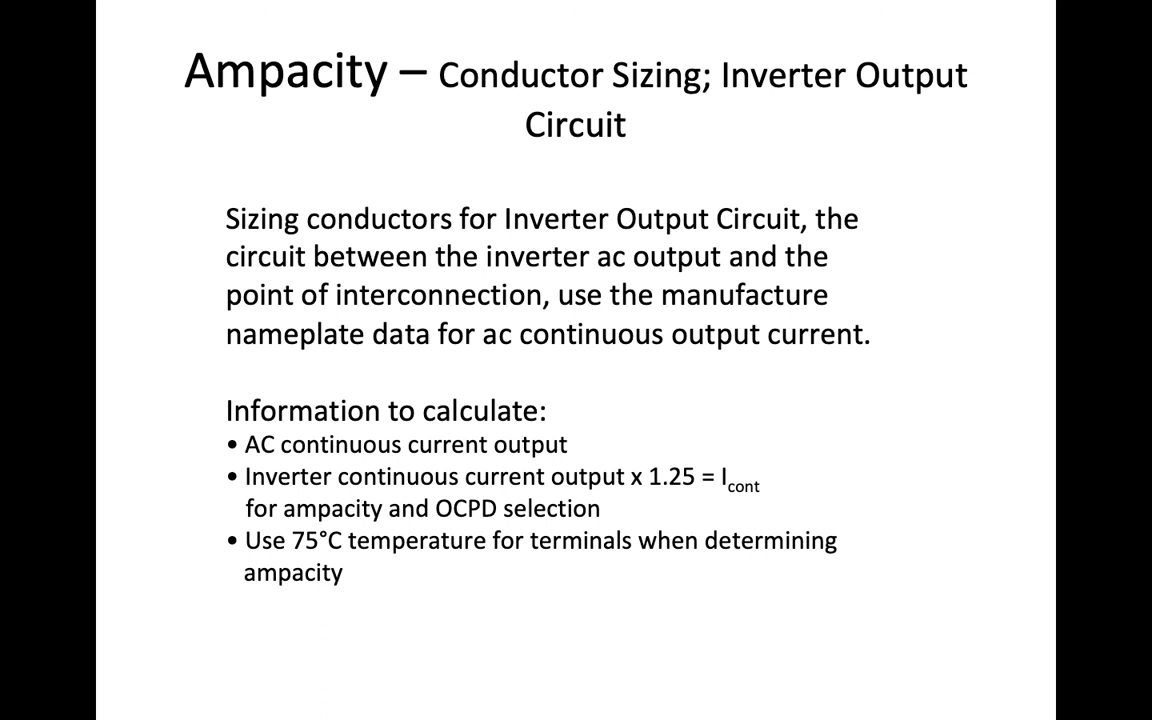 Ampacity – Conductor Sizing; Inverter Output
Circuit
Sizing conductors for Inverter Output Circuit, the
circuit between the inverter ac output and the
point of interconnection, use the manufacture
nameplate data for ac continuous output current.
Information to calculate:
• AC continuous current output
• Inverter continuous current output x 1.25 = Icont
for ampacity and OCPD selection
• Use 75°C temperature for terminals when determining
ampacity